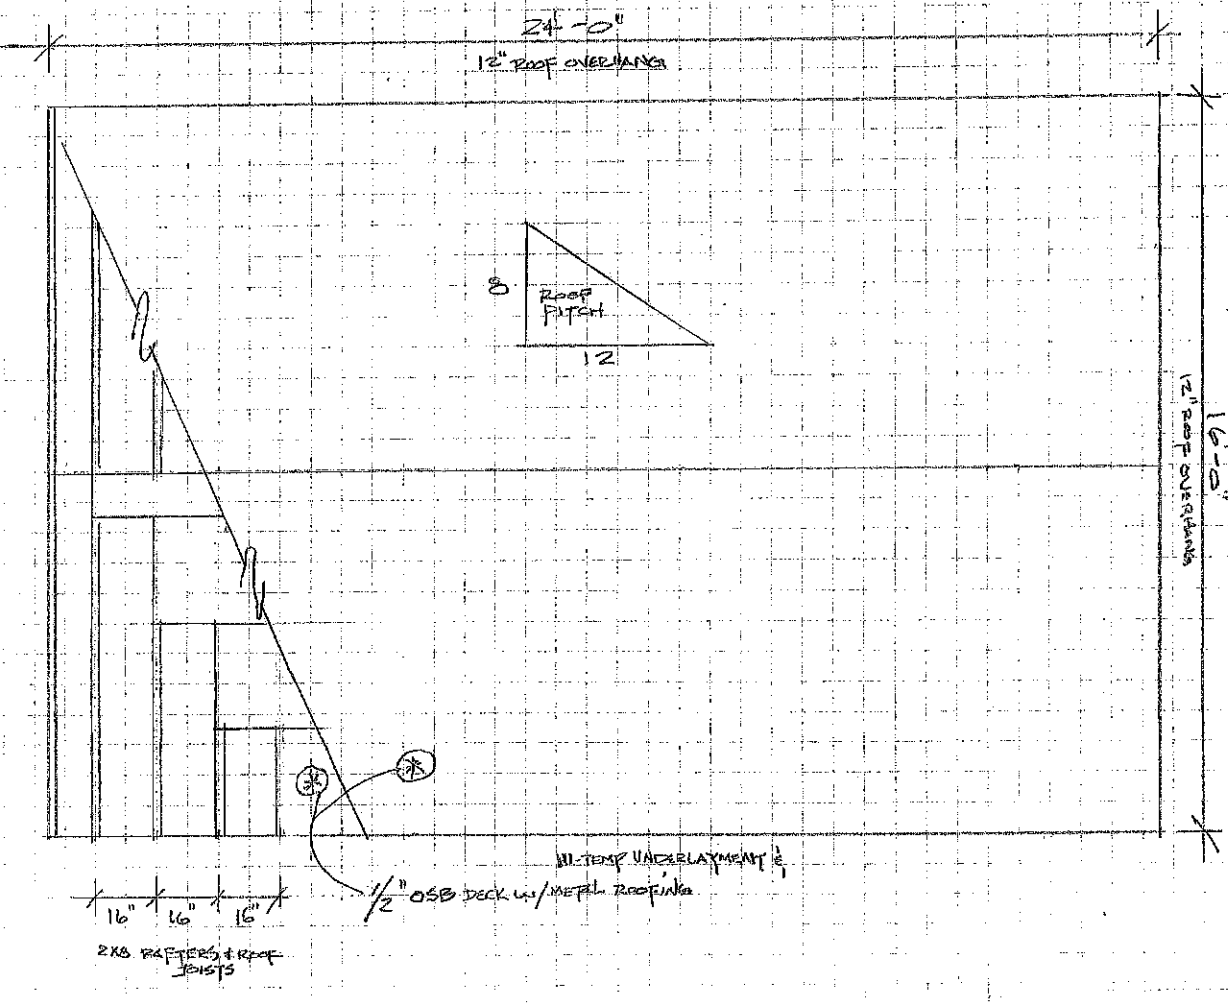 24'-0"
12" ROOF OVERHANG
8
ROOF
PITCH
12
16'-0"
12" ROOF OVERHANG
HI-TEMP UNDERLAYMENT &
1/2" OSB DECK W/ METAL ROOFING
16" 16" 16"
2X8 RAFTERS & ROOF
JOISTS